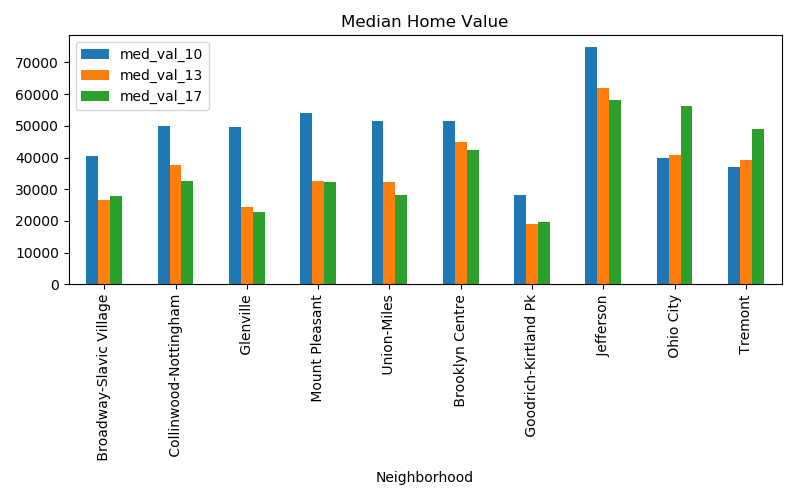 Median Home Value
med_val_10
med_val_13
med_val_17
70000
60000
50000
40000
30000
20000
10000
0
Broadway-Slavic Village
Collinwood-Nottingham
Glenville
Mount Pleasant
Union-Miles
Brooklyn Centre
Goodrich-Kirtland Pk
Jefferson
Ohio City
Tremont
Neighborhood